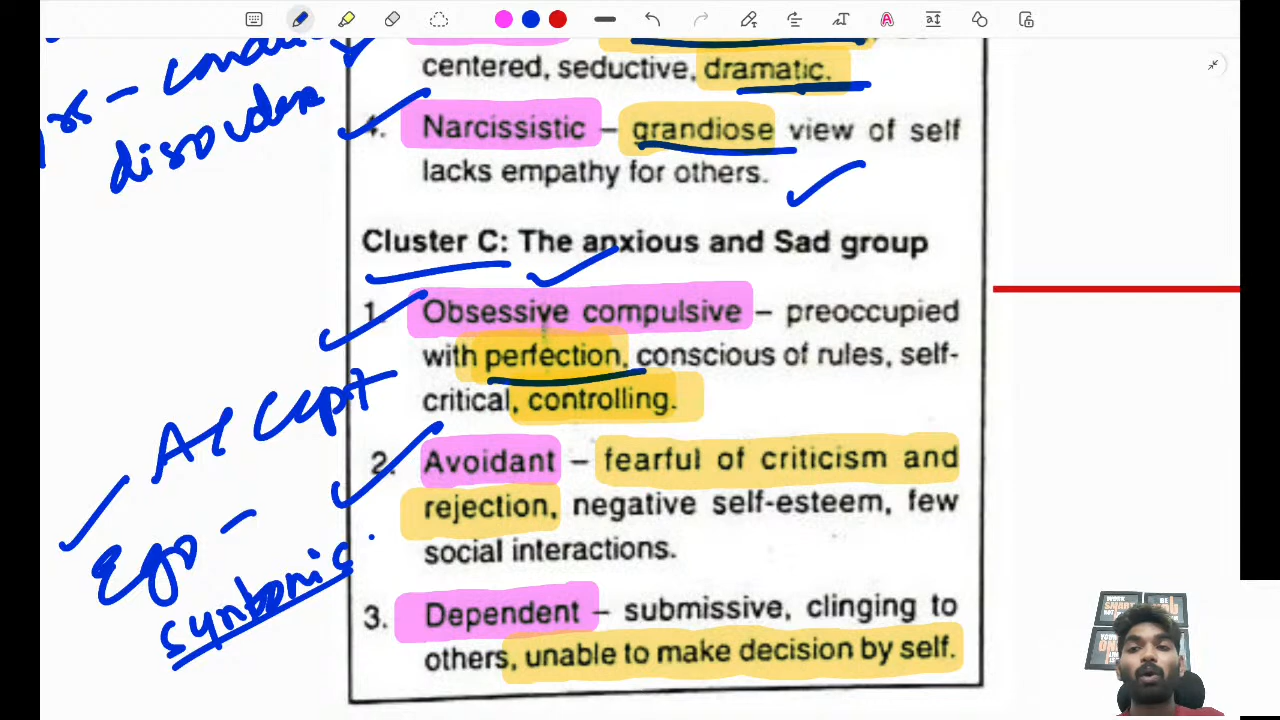 centered, seductive, dramatic.
disorder
4. Narcissistic – grandiose view of self
lacks empathy for others.
Cluster C: The anxious and Sad group
1. Obsessive compulsive – preoccupied
with perfection, conscious of rules, self-
critical, controlling.
Accept
2. Avoidant – fearful of criticism and
rejection, negative self-esteem, few
social interactions.
Ego –
syntonic
3. Dependent – submissive, clinging to
others, unable to make decision by self.